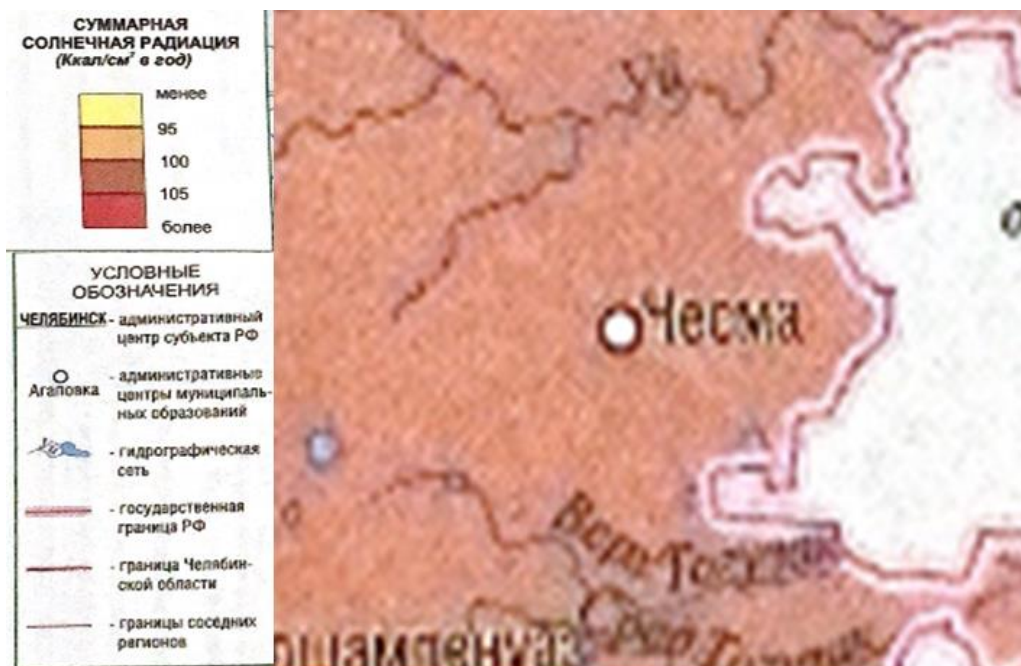 СУММАРНАЯ
СОЛНЕЧНАЯ РАДИАЦИЯ
(Ккал/см² в год)
менее
95
100
105
более
УСЛОВНЫЕ
ОБОЗНАЧЕНИЯ
ЧЕЛЯБИНСК - административный
центр субъекта РФ
Агаповка - административные
центры муниципаль-
ных образований
- гидрографическая
сеть
- государственная
граница РФ
- граница Челябин-
ской области
- границы соседних
регионов
Уй
Чесма
Верх. Тогузак